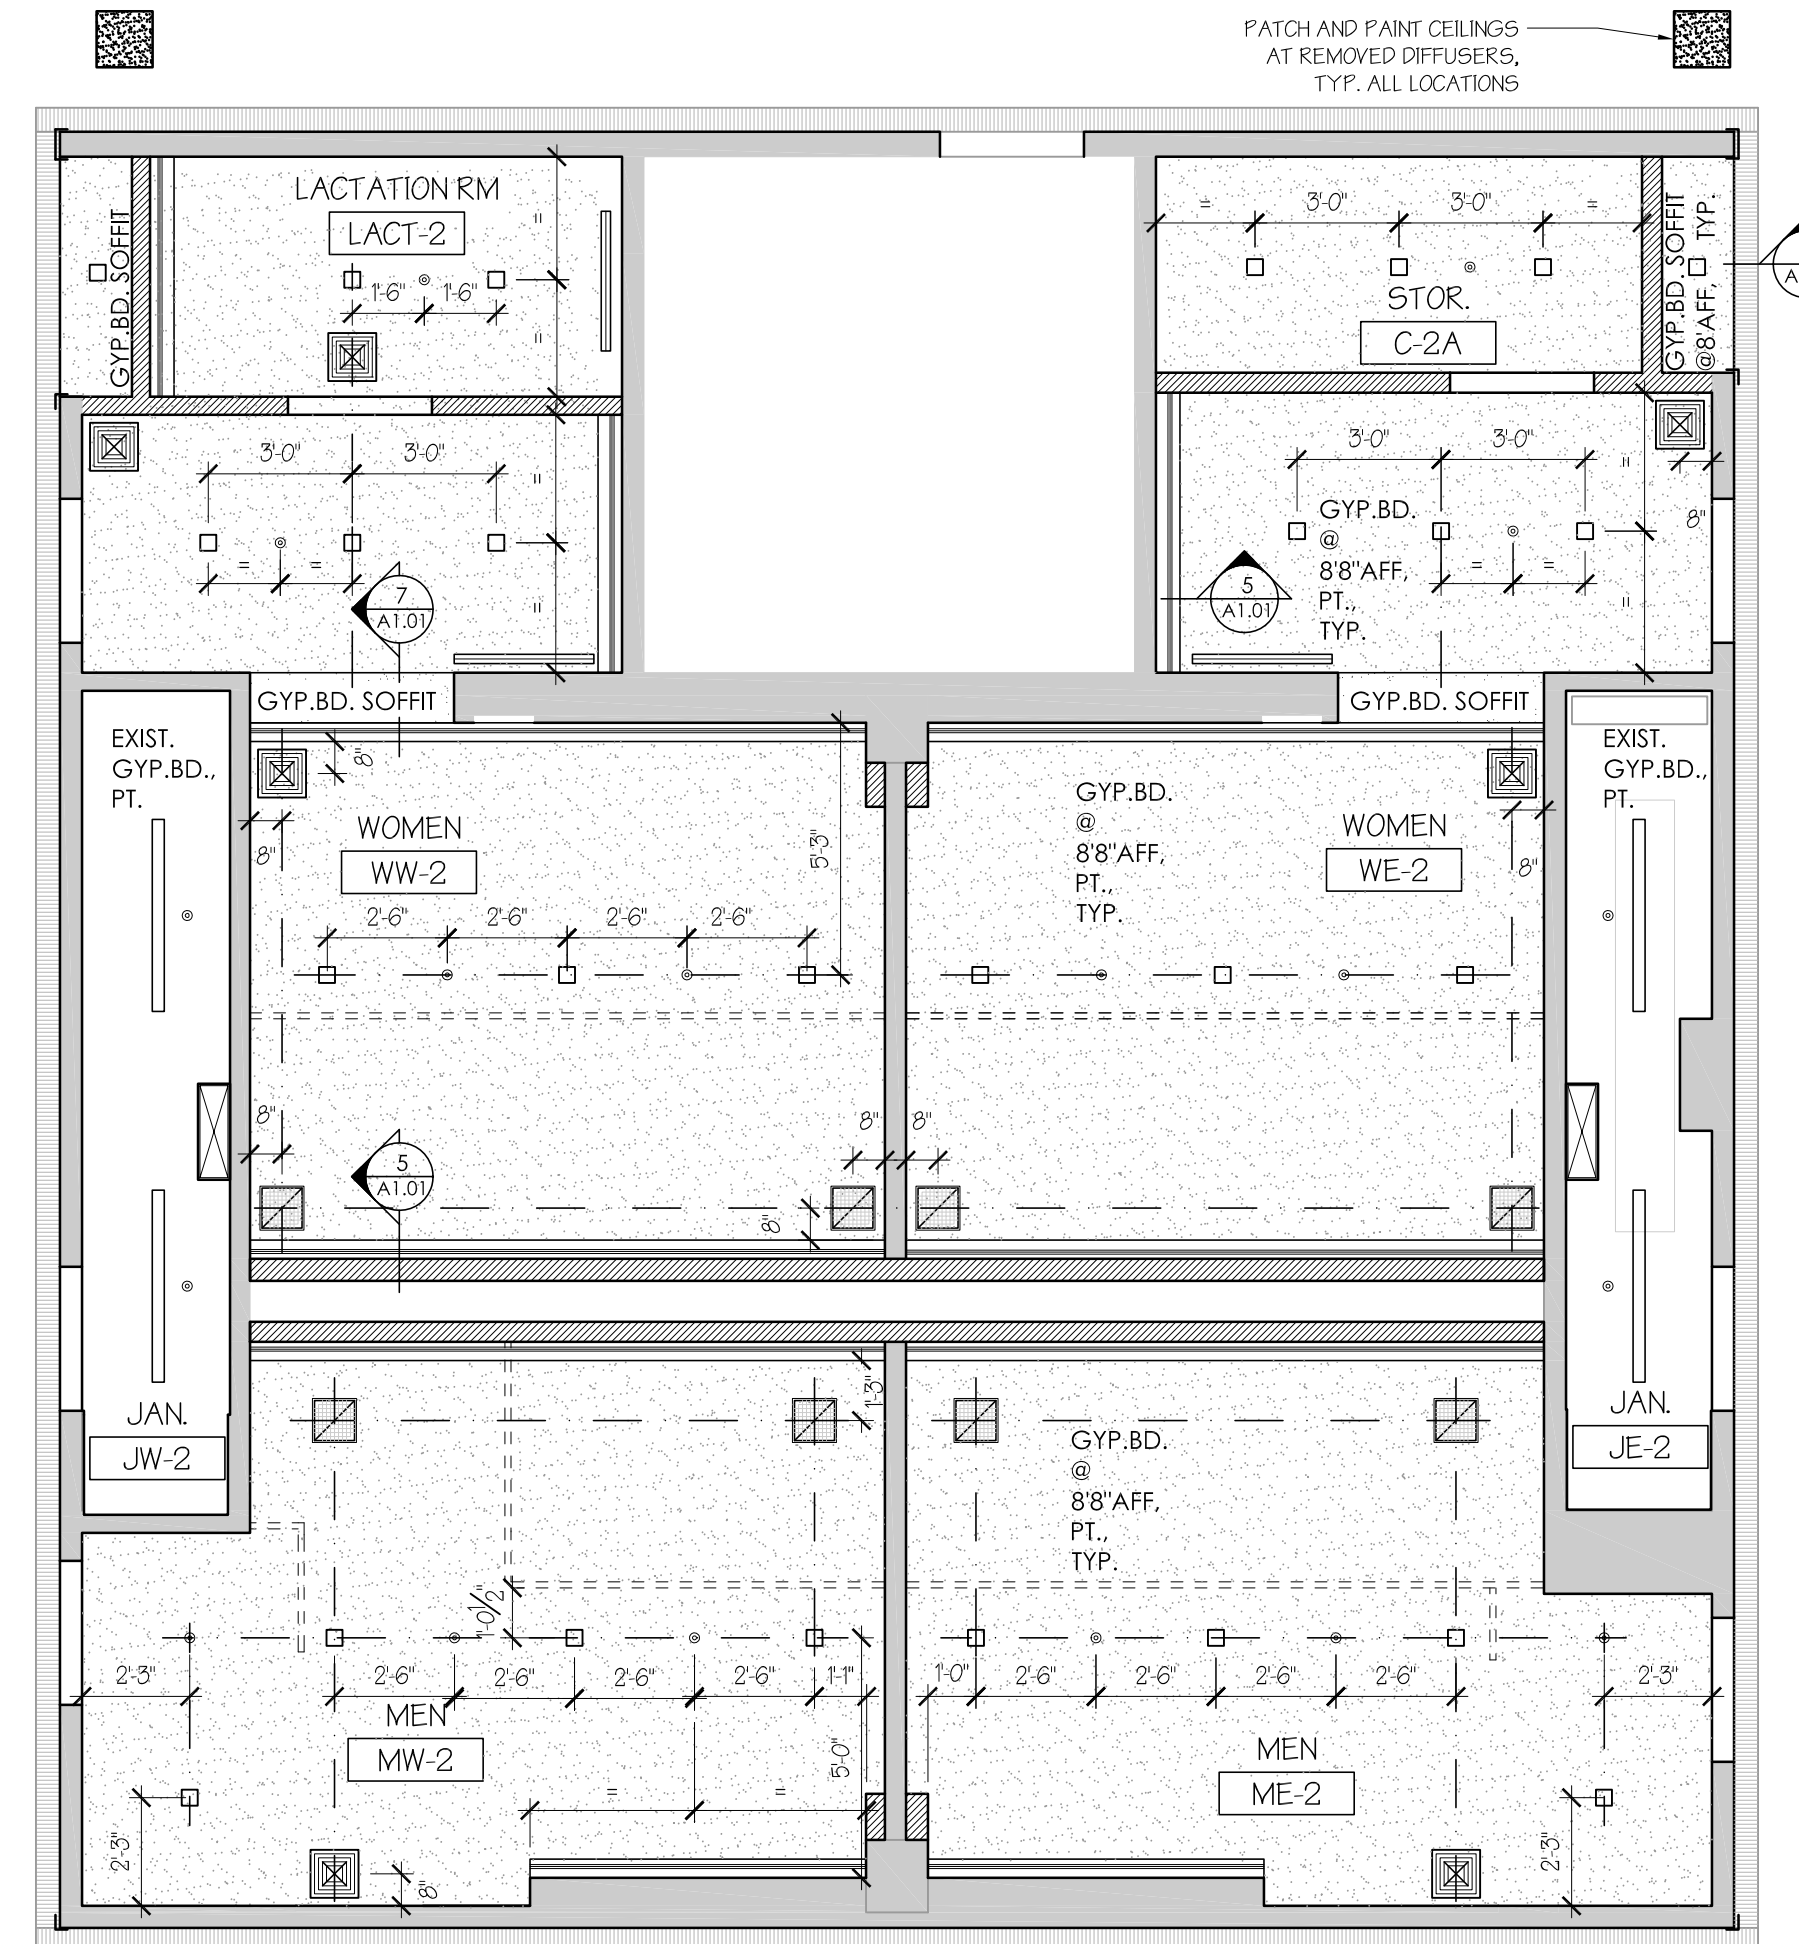 PATCH AND PAINT CEILINGS
AT REMOVED DIFFUSERS,
TYP. ALL LOCATIONS
LACTATION RM
LACT-2
GYP.BD. SOFFIT
1'-6"
1'-6"
=
=
=
3'-0"
3'-0"
=
STOR.
C-2A
GYP.BD. SOFFIT
@8'AFF, TYP.
A
3'-0"
3'-0"
=
=
=
=
7
A1.01
3'-0"
3'-0"
=
8"
GYP.BD.
@
8'8"AFF,
PT.,
TYP.
=
=
=
5
A1.01
GYP.BD. SOFFIT
GYP.BD. SOFFIT
EXIST.
GYP.BD.,
PT.
8"
8"
WOMEN
WW-2
5'-3"
2'-6"
2'-6"
2'-6"
2'-6"
GYP.BD.
@
8'8"AFF,
PT.,
TYP.
WOMEN
WE-2
8"
EXIST.
GYP.BD.,
PT.
8"
8"
8"
5
A1.01
8"
JAN.
JW-2
1'-3"
GYP.BD.
@
8'8"AFF,
PT.,
TYP.
JAN.
JE-2
1'-0 1/2"
2'-3"
2'-6"
2'-6"
2'-6"
2'-6"
1'-1"
1'-0"
2'-6"
2'-6"
2'-6"
2'-6"
2'-3"
MEN
MW-2
5'-0"
=
=
2'-3"
8"
MEN
ME-2
2'-3"